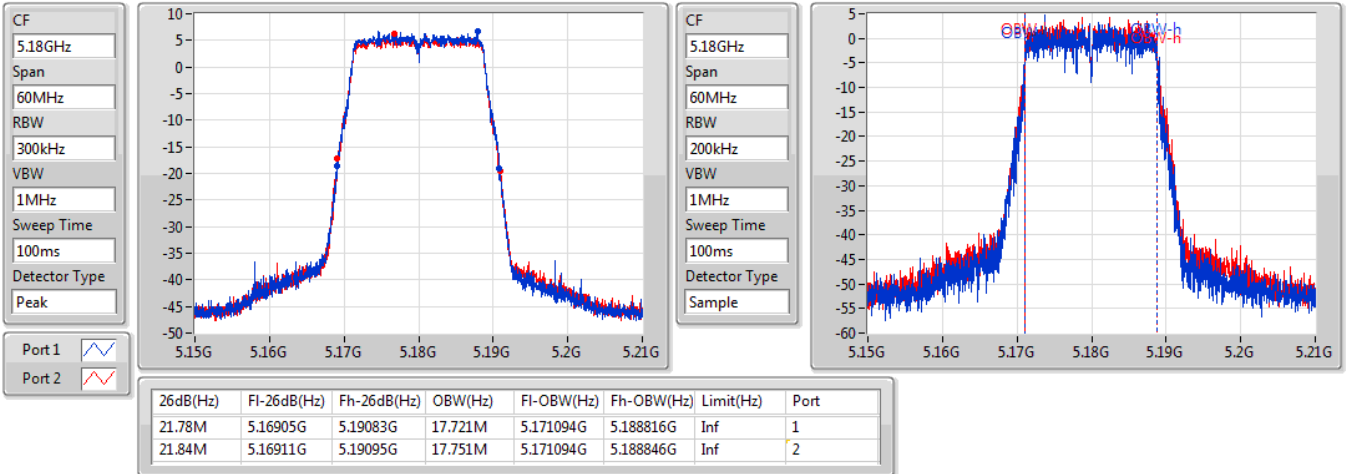 CF
5.18GHz
Span
60MHz
RBW
300kHz
VBW
1MHz
Sweep Time
100ms
Detector Type
Peak
Port 1
Port 2
10
5
0
-5
-10
-15
-20
-25
-30
-35
-40
-45
-50
5.15G 5.16G 5.17G 5.18G 5.19G 5.2G 5.21G
CF
5.18GHz
Span
60MHz
RBW
200kHz
VBW
1MHz
Sweep Time
100ms
Detector Type
Sample
5
0
-5
-10
-15
-20
-25
-30
-35
-40
-45
-50
-55
-60
OBW-h
OBW-h
5.15G 5.16G 5.17G 5.18G 5.19G 5.2G 5.21G
26dB(Hz) Fl-26dB(Hz) Fh-26dB(Hz) OBW(Hz) Fl-OBW(Hz) Fh-OBW(Hz) Limit(Hz) Port
21.78M 5.16905G 5.19083G 17.721M 5.171094G 5.188816G Inf 1
21.84M 5.16911G 5.19095G 17.751M 5.171094G 5.188846G Inf 2